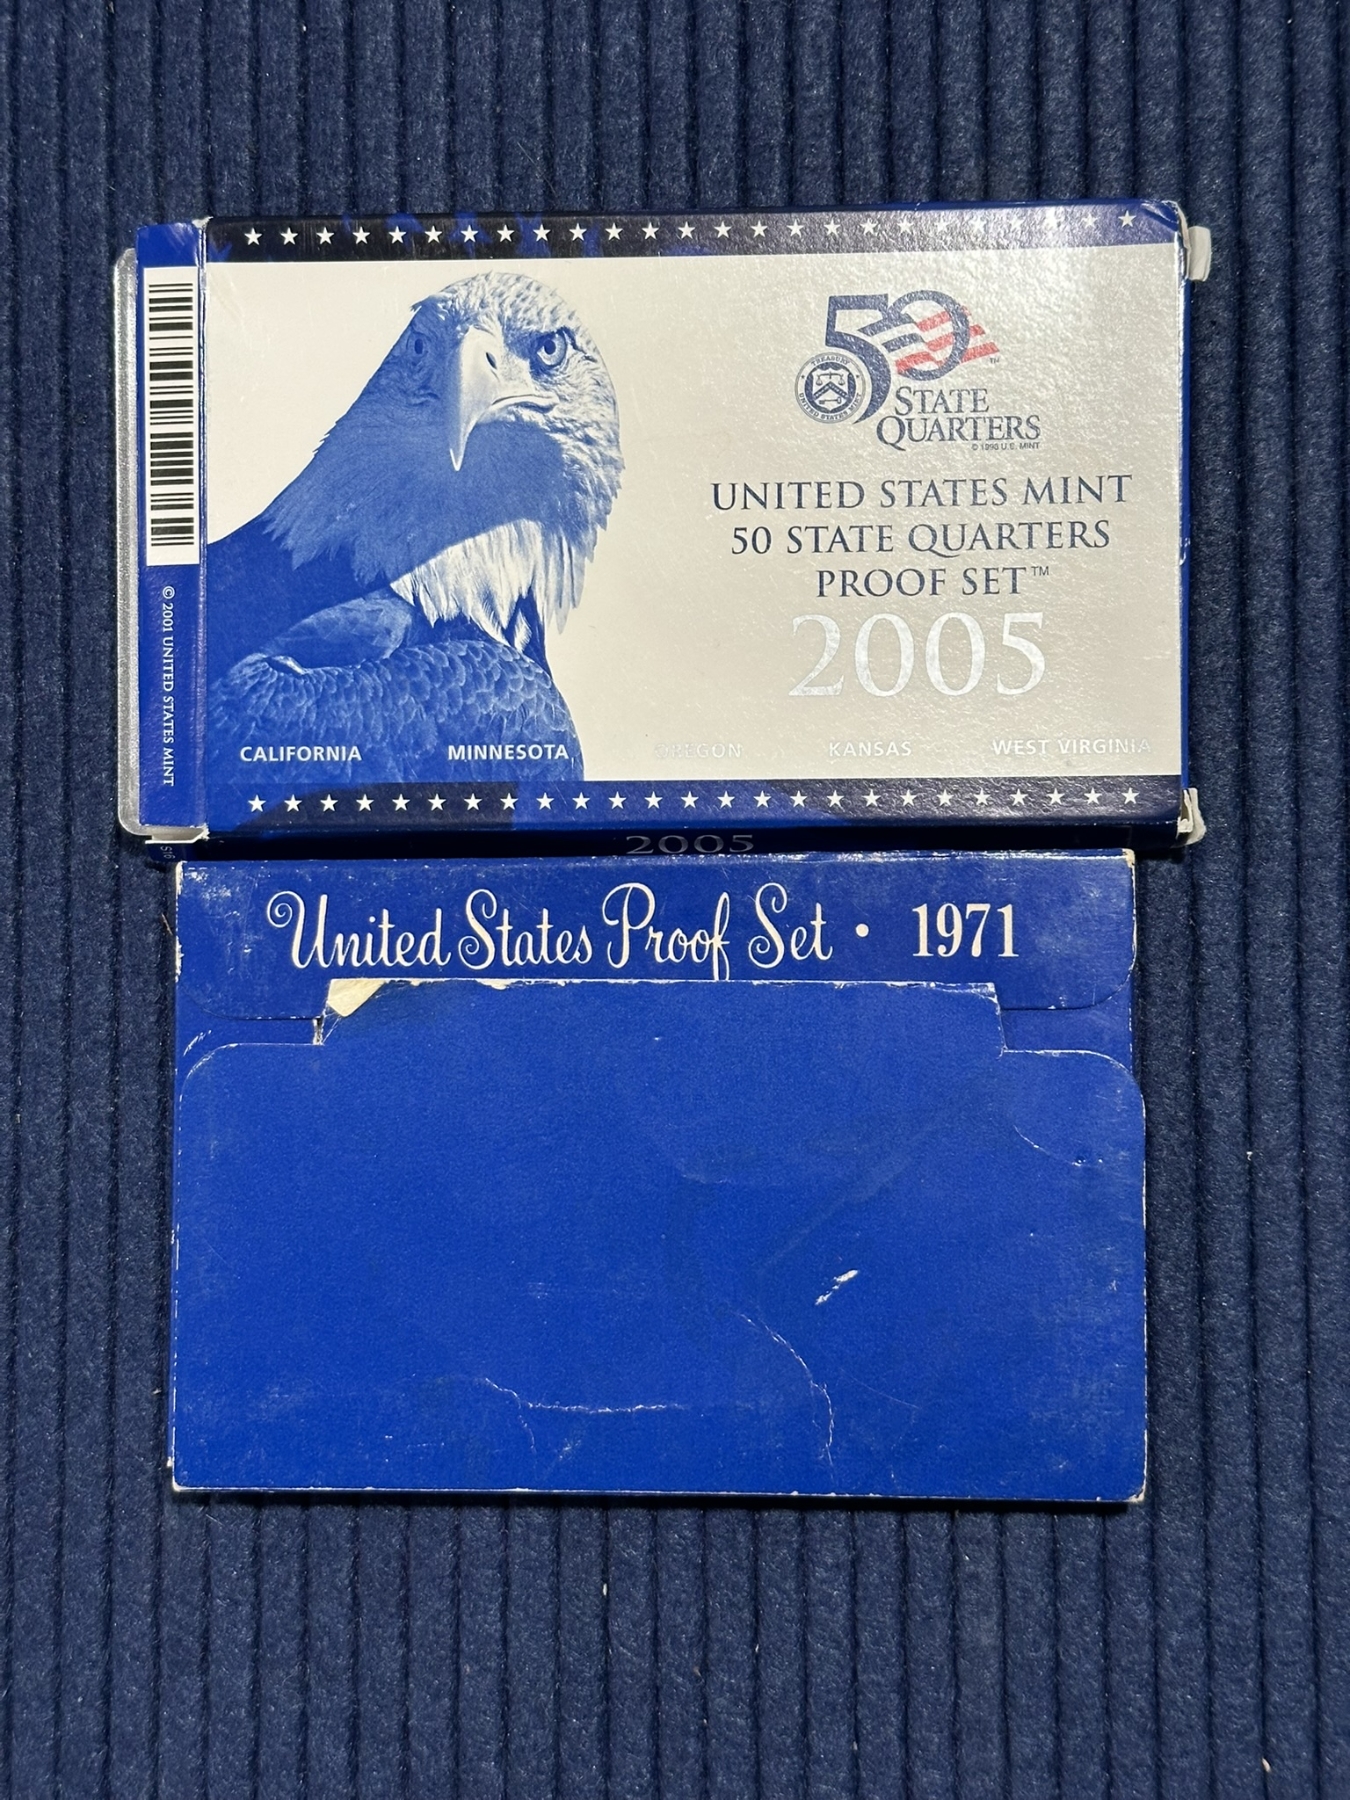 50
TM
STATE
QUARTERS
UNITED STATES MINT
50 STATE QUARTERS
PROOF SET™
2005
CALIFORNIA MINNESOTA OREGON KANSAS WEST VIRGINIA
© 2001 UNITED STATES MINT
2005
United States Proof Set • 1971